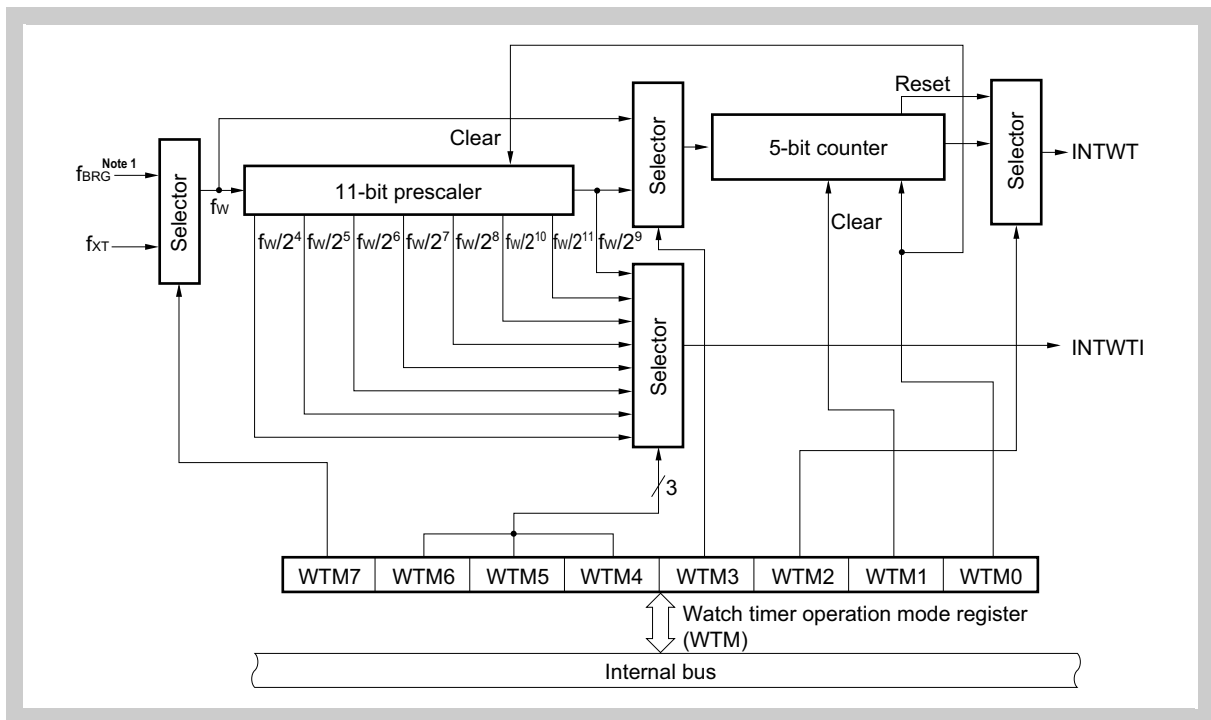 Reset
Clear
Selector
5-bit counter
Selector
INTWT
fBRG Note 1
Selector
fW
11-bit prescaler
fXT
fW/2^4 fW/2^5 fW/2^6 fW/2^7 fW/2^8 fW/2^10 fW/2^11 fW/2^9
Clear
Selector
INTWTI
3
WTM7 WTM6 WTM5 WTM4 WTM3 WTM2 WTM1 WTM0
Watch timer operation mode register
(WTM)
Internal bus